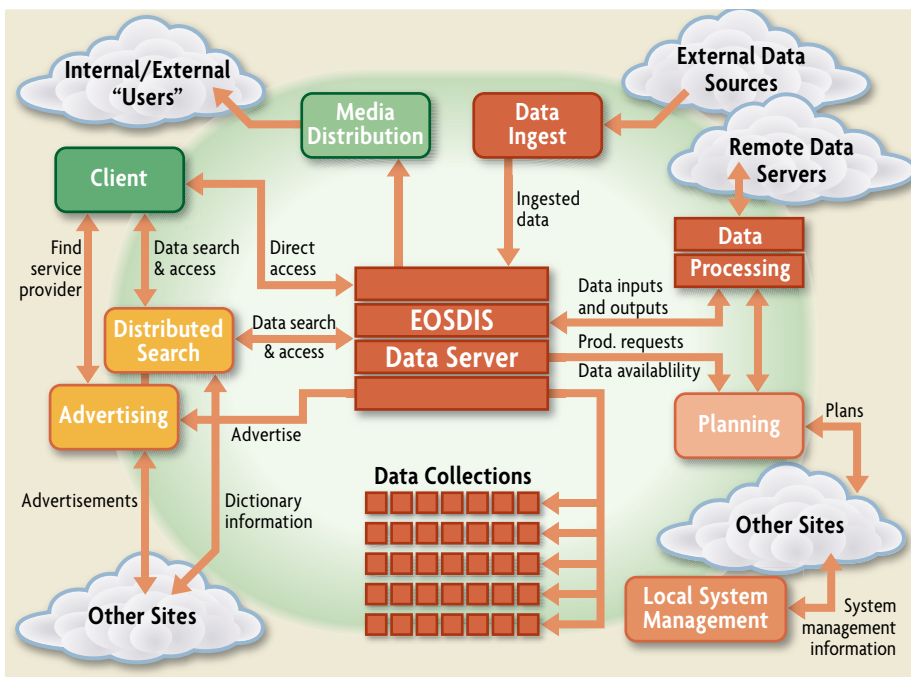 Internal/External
“Users”
External Data
Sources
Media
Distribution
Data
Ingest
Remote Data
Servers
Client
Ingested
data
Find
service
provider
Data search
& access
Direct
access
Data
Processing
Data inputs
and outputs
EOSDIS
Data Server
Distributed
Search
Data search
& access
Prod. requests
Data availablility
Advertising
Advertise
Planning
Plans
Advertisements
Dictionary
information
Data Collections
Other Sites
Other Sites
Local System
Management
System
management
information